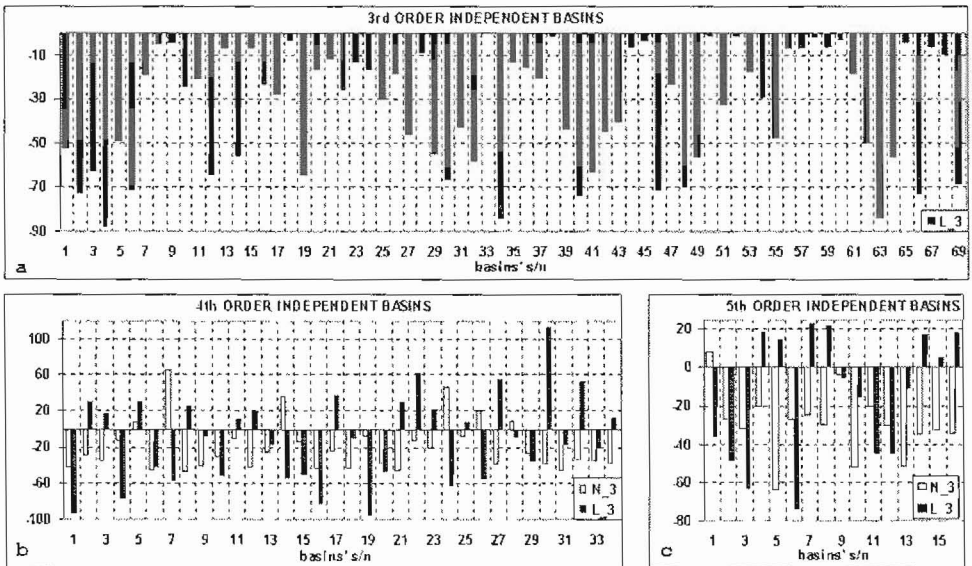 3rd ORDER INDEPENDENT BASINS
-10
-30
-50
-70
-90
L_3
1 3 5 7 9 11 13 15 17 19 21 23 25 27 29 31 33 35 37 39 41 43 45 47 49 51 53 55 57 59 61 63 65 67 69
a basins' s/n
4th ORDER INDEPENDENT BASINS
100
60
20
-20
-60
-100
N_3
L_3
1 3 5 7 9 11 13 15 17 19 21 23 25 27 29 31 33
b basins' s/n
5th ORDER INDEPENDENT BASINS
20
0
-20
-40
-60
-80
N_3
L_3
1 3 5 7 9 11 13 15
c basins' s/n